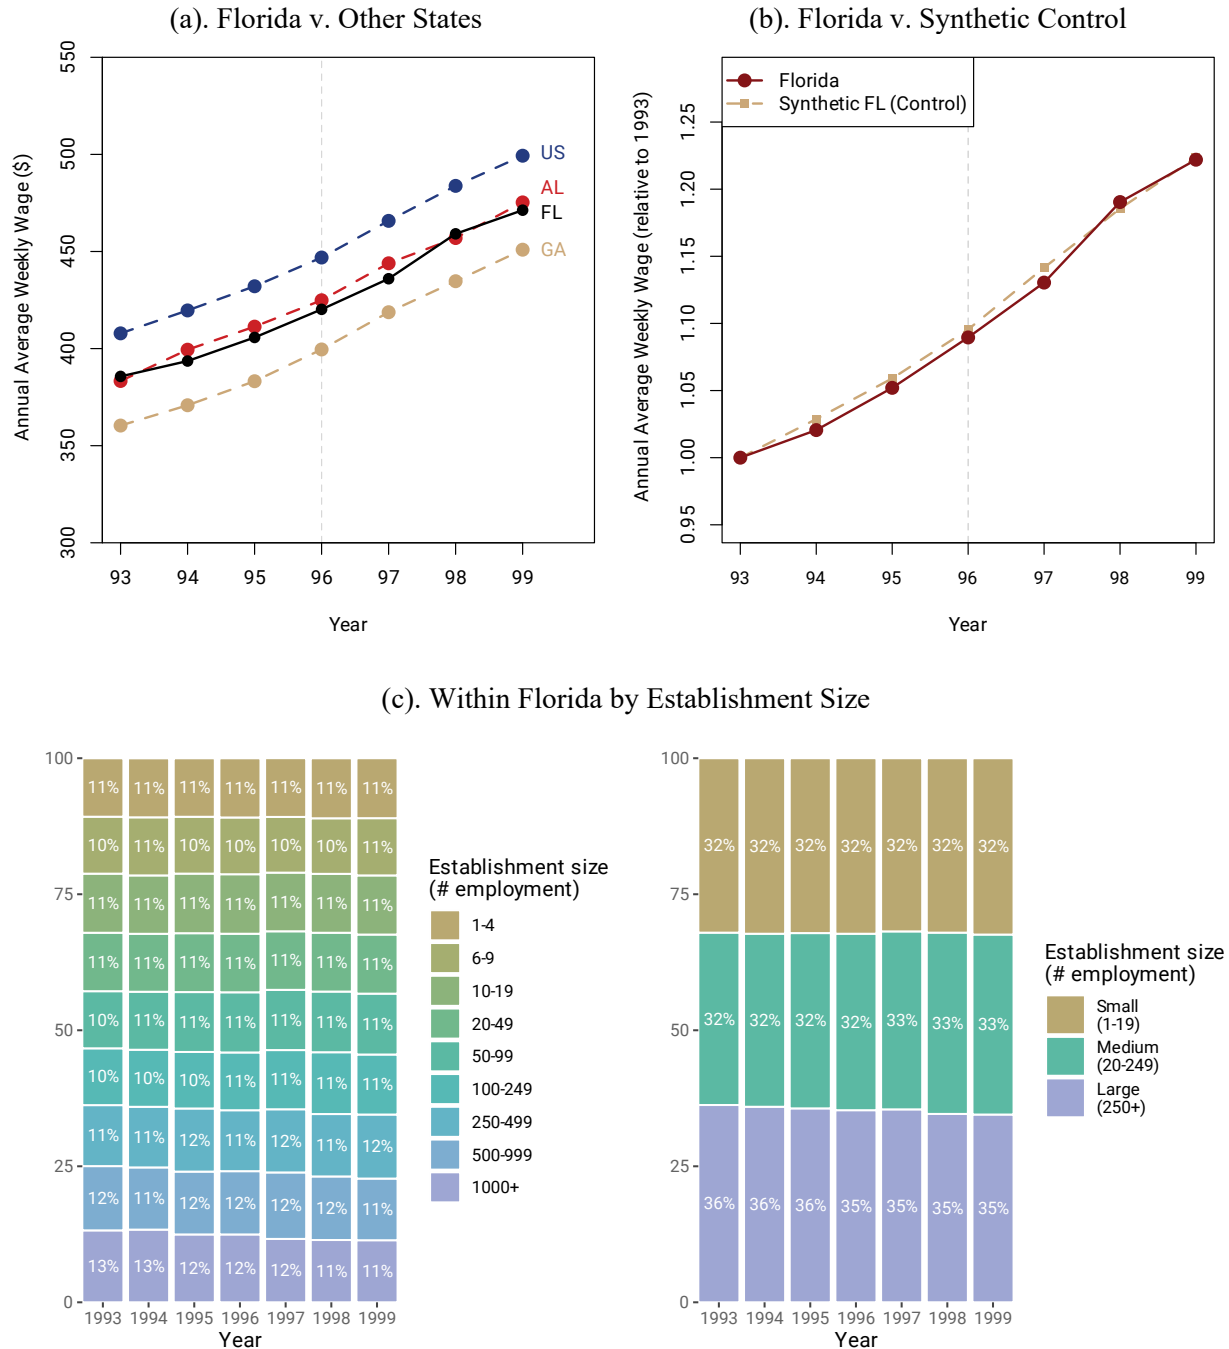 (a). Florida v. Other States
Annual Average Weekly Wage ($)
550
500
450
400
350
300
US
AL
FL
GA
93 94 95 96 97 98 99
Year
(b). Florida v. Synthetic Control
Florida
Synthetic FL (Control)
Annual Average Weekly Wage (relative to 1993)
1.25
1.20
1.15
1.10
1.05
1.00
0.95
93 94 95 96 97 98 99
Year
(c). Within Florida by Establishment Size
100
75
50
25
0
11% 11% 11% 11% 11% 11% 11%
10% 11% 10% 10% 10% 10% 11%
11% 11% 11% 11% 11% 11% 11%
11% 11% 11% 11% 11% 11% 11%
10% 11% 11% 11% 11% 11% 11%
10% 10% 10% 11% 11% 11% 11%
11% 11% 12% 11% 12% 11% 12%
12% 11% 12% 12% 12% 12% 11%
13% 13% 12% 12% 12% 11% 11%
1993 1994 1995 1996 1997 1998 1999
Year
Establishment size
(# employment)
1-4
6-9
10-19
20-49
50-99
100-249
250-499
500-999
1000+
100
75
50
25
0
32% 32% 32% 32% 32% 32% 32%
32% 32% 32% 32% 33% 33% 33%
36% 36% 36% 35% 35% 35% 35%
1993 1994 1995 1996 1997 1998 1999
Year
Establishment size
(# employment)
Small
(1-19)
Medium
(20-249)
Large
(250+)